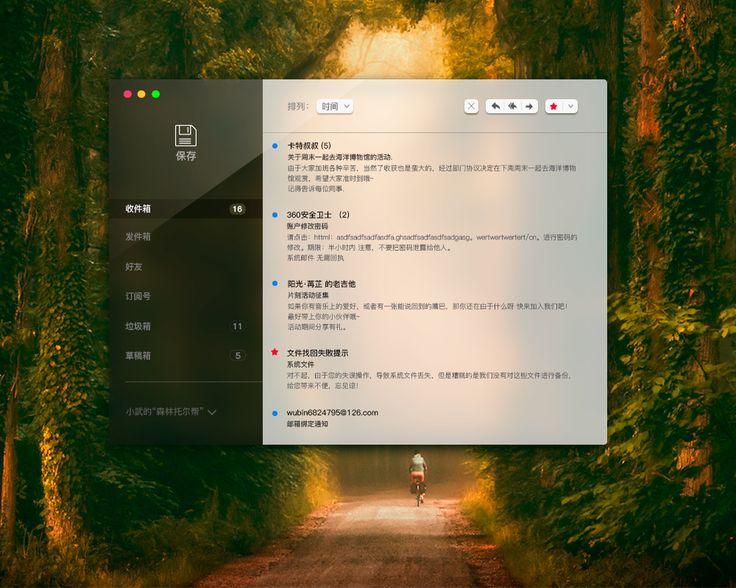 保存
收件箱 16
发件箱
好友
订阅号
垃圾箱 11
草稿箱 5
小武的“森林托尔帮”
排列： 时间
卡特叔叔 (5)
关于周末一起去海洋博物馆的活动.
由于大家加班各种辛苦，当然了收获也是蛮大的，经过部门协议决定在下周周末一起去海洋博物
馆观赏，希望大家准时到哦~
记得告诉每位同事.
360安全卫士 （2）
账户修改密码
请点击：html：asdfsadfsadfasdfa.ghsadfsadfasdfsadgasg。wertwertwertert/cn。进行密码的
修改。期限：半小时内 注意，不要把密码泄露给他人。
系统邮件 无需回执
阳光·苒芷 的老吉他
片刻活动征集
如果你有音乐上的爱好，或者有一张能说回到的嘴巴，那你还在由于什么呀 快来加入我们吧！
最好带上你的小伙伴哦~
活动期间分享有礼。
文件找回失败提示
系统文件
对不起，由于您的失误操作，导致系统文件丢失，但是糟糕的是我们没有对这些文件进行备份，
给您带来不便，忘见谅！
wubin6824795@126.com
邮箱绑定通知